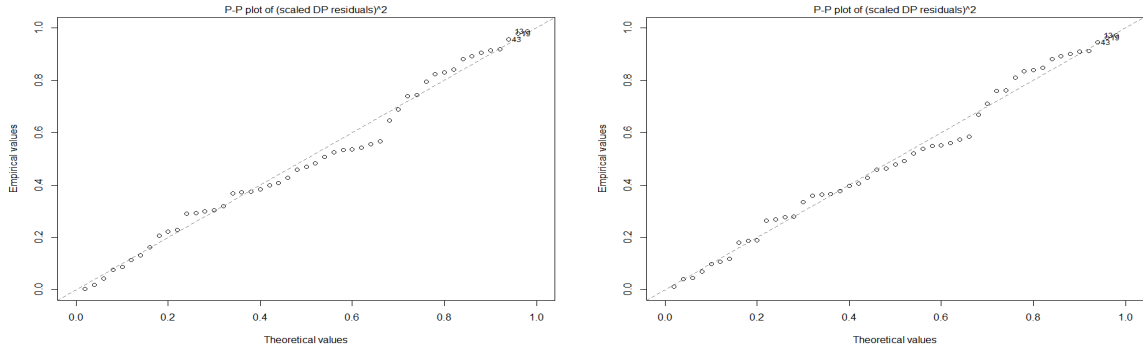 P-P plot of (scaled DP residuals)^2
Empirical values
0.0 0.2 0.4 0.6 0.8 1.0
43
0.0 0.2 0.4 0.6 0.8 1.0
Theoretical values
P-P plot of (scaled DP residuals)^2
Empirical values
0.0 0.2 0.4 0.6 0.8 1.0
43
0.0 0.2 0.4 0.6 0.8 1.0
Theoretical values